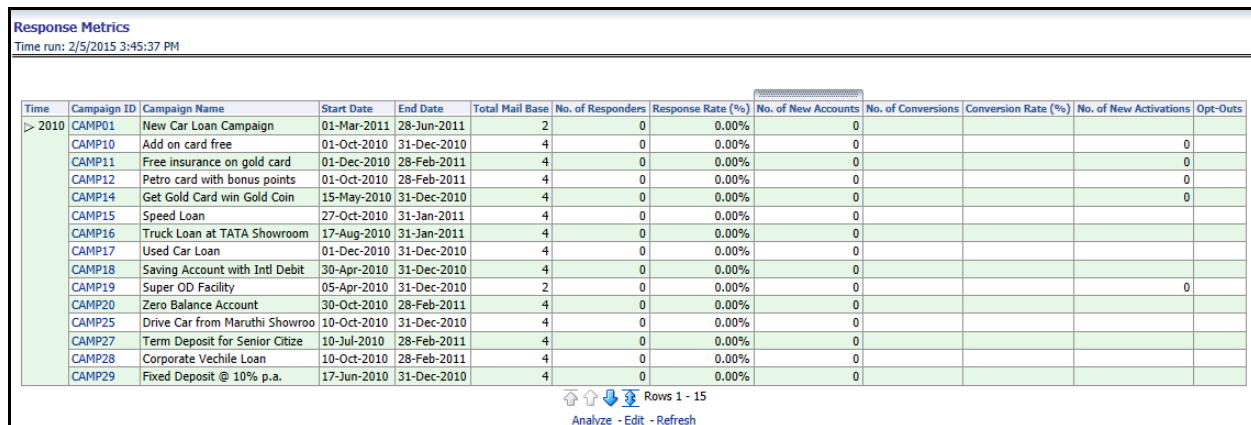 Response Metrics
Time run: 2/5/2015 3:45:37 PM
Time Campaign ID Campaign Name Start Date End Date Total Mail Base No. of Responders Response Rate (%) No. of New Accounts No. of Conversions Conversion Rate (%) No. of New Activations Opt-Outs
2010 CAMP01 New Car Loan Campaign 01-Mar-2011 28-Jun-2011 2 0 0.00% 0
CAMP10 Add on card free 01-Oct-2010 31-Dec-2010 4 0 0.00% 0 0
CAMP11 Free insurance on gold card 01-Dec-2010 28-Feb-2011 4 0 0.00% 0 0
CAMP12 Petro card with bonus points 01-Oct-2010 28-Feb-2011 4 0 0.00% 0 0
CAMP14 Get Gold Card win Gold Coin 15-May-2010 31-Dec-2010 4 0 0.00% 0 0
CAMP15 Speed Loan 27-Oct-2010 31-Jan-2011 4 0 0.00% 0
CAMP16 Truck Loan at TATA Showroom 17-Aug-2010 31-Jan-2011 4 0 0.00% 0
CAMP17 Used Car Loan 01-Dec-2010 31-Dec-2010 4 0 0.00% 0
CAMP18 Saving Account with Intl Debit 30-Apr-2010 31-Dec-2010 4 0 0.00% 0
CAMP19 Super OD Facility 05-Apr-2010 31-Dec-2010 2 0 0.00% 0 0
CAMP20 Zero Balance Account 30-Oct-2010 28-Feb-2011 4 0 0.00% 0
CAMP25 Drive Car from Maruthi Showroo 10-Oct-2010 31-Dec-2010 4 0 0.00% 0
CAMP27 Term Deposit for Senior Citize 10-Jul-2010 28-Feb-2011 4 0 0.00% 0
CAMP28 Corporate Vechile Loan 10-Oct-2010 28-Feb-2011 4 0 0.00% 0
CAMP29 Fixed Deposit @ 10% p.a. 17-Jun-2010 31-Dec-2010 4 0 0.00% 0
Rows 1 - 15
Analyze - Edit - Refresh